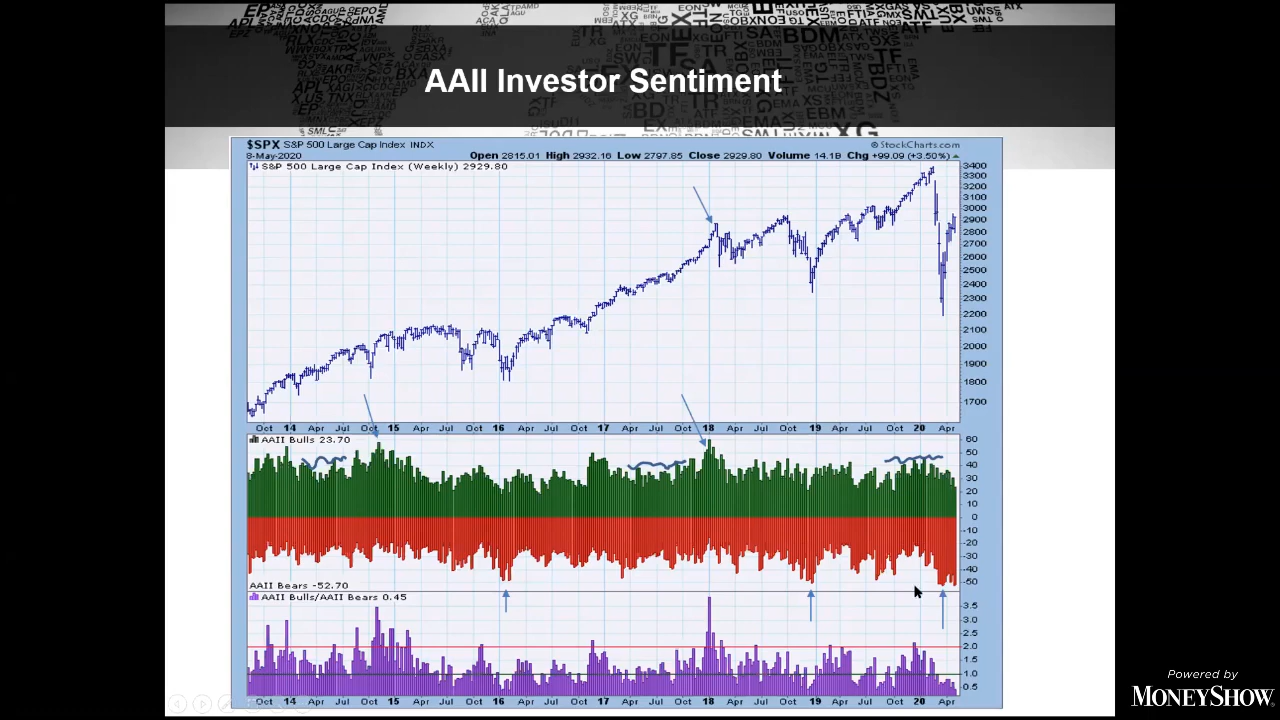 AAII Investor Sentiment
$SPX S&P 500 Large Cap Index INDX
© StockCharts.com
8-May-2020
Open 2815.01 High 2932.16 Low 2797.85 Close 2929.80 Volume 14.1B Chg +99.09 (+3.50%)
S&P 500 Large Cap Index (Weekly) 2929.80
3400
3300
3200
3100
3000
2900
2800
2700
2600
2500
2400
2300
2200
2100
2000
1900
1800
1700
Oct 14 Apr Jul Oct 15 Apr Jul Oct 16 Apr Jul Oct 17 Apr Jul Oct 18 Apr Jul Oct 19 Apr Jul Oct 20 Apr
AAII Bulls 23.70
60
50
40
30
20
10
0
-10
-20
-30
-40
-50
AAII Bears -52.70
AAII Bulls/AAII Bears 0.45
3.5
3.0
2.5
2.0
1.5
1.0
0.5
Oct 14 Apr Jul Oct 15 Apr Jul Oct 16 Apr Jul Oct 17 Apr Jul Oct 18 Apr Jul Oct 19 Apr Jul Oct 20 Apr
Powered by
MONEYSHOW